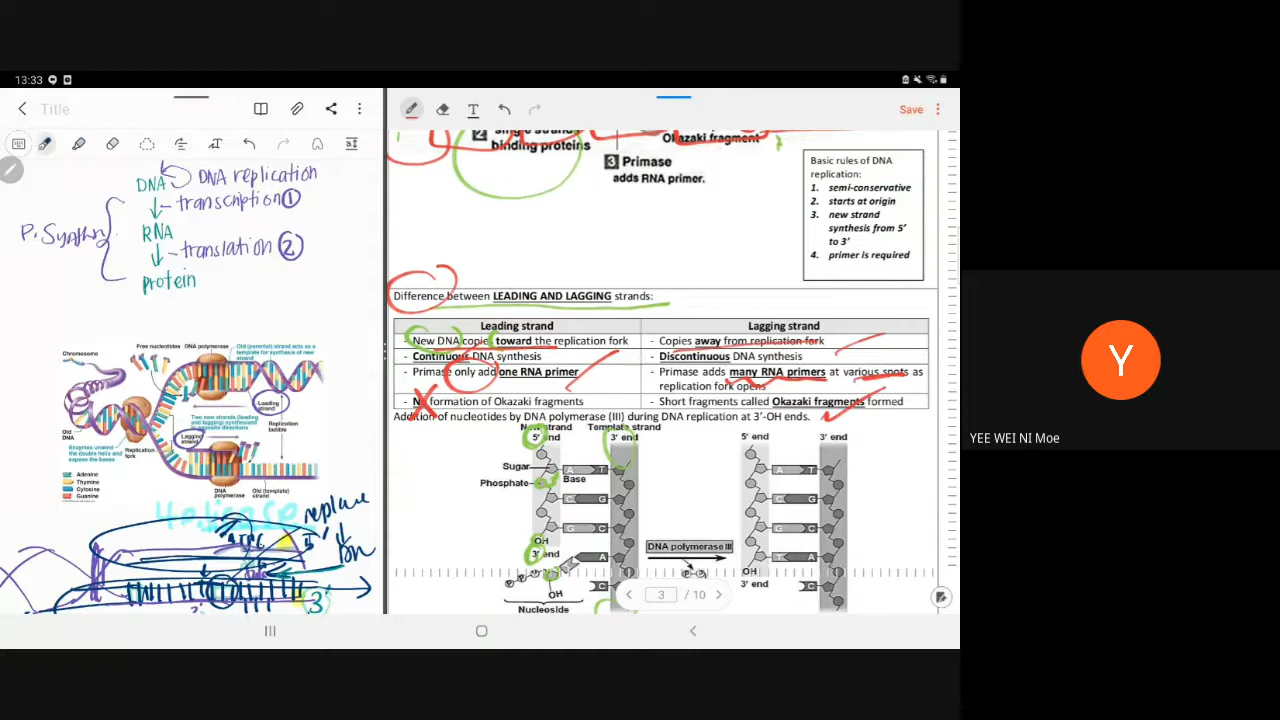 13:33
Title
DNA DNA replication
transcription ①
P. Synthsy
RNA
translation ②
protein
Chromosome
Free nucleotides
DNA polymerase
Old (parental) strand acts as a
template for synthesis of new
strand
Leading
strand
Two new strands (leading
and lagging) synthesized
in opposite directions
Old
DNA
Lagging
strand
Replication
bubble
Enzymes unwind
the double helix and
expose the bases
Replication
fork
Adenine
Thymine
Cytosine
Guanine
DNA
polymerase
Old (template)
strand
Helicase
replace
3'
Save
2 single strand
binding proteins
Okazaki fragment
3 Primase
adds RNA primer.
Basic rules of DNA
replication:
1. semi-conservative
2. starts at origin
3. new strand
synthesis from 5'
to 3'
4. primer is required
Difference between LEADING AND LAGGING strands:
Leading strand
Lagging strand
- New DNA copies toward the replication fork
- Copies away from replication fork
- Continuous DNA synthesis
- Discontinuous DNA synthesis
- Primase only add one RNA primer
- Primase adds many RNA primers at various spots as
replication fork opens
- No formation of Okazaki fragments
- Short fragments called Okazaki fragments formed
Addition of nucleotides by DNA polymerase (III) during DNA replication at 3'-OH ends.
New strand
Template strand
5' end
3' end
5' end
3' end
Sugar
A T
A T
Phosphate
Base
C G
C G
G C
G C
OH
3' end
A
DNA polymerase III
T A
P P
OH
3' end
C
C
OH
Nucleoside
3 / 10
Y
YEE WEI NI Moe